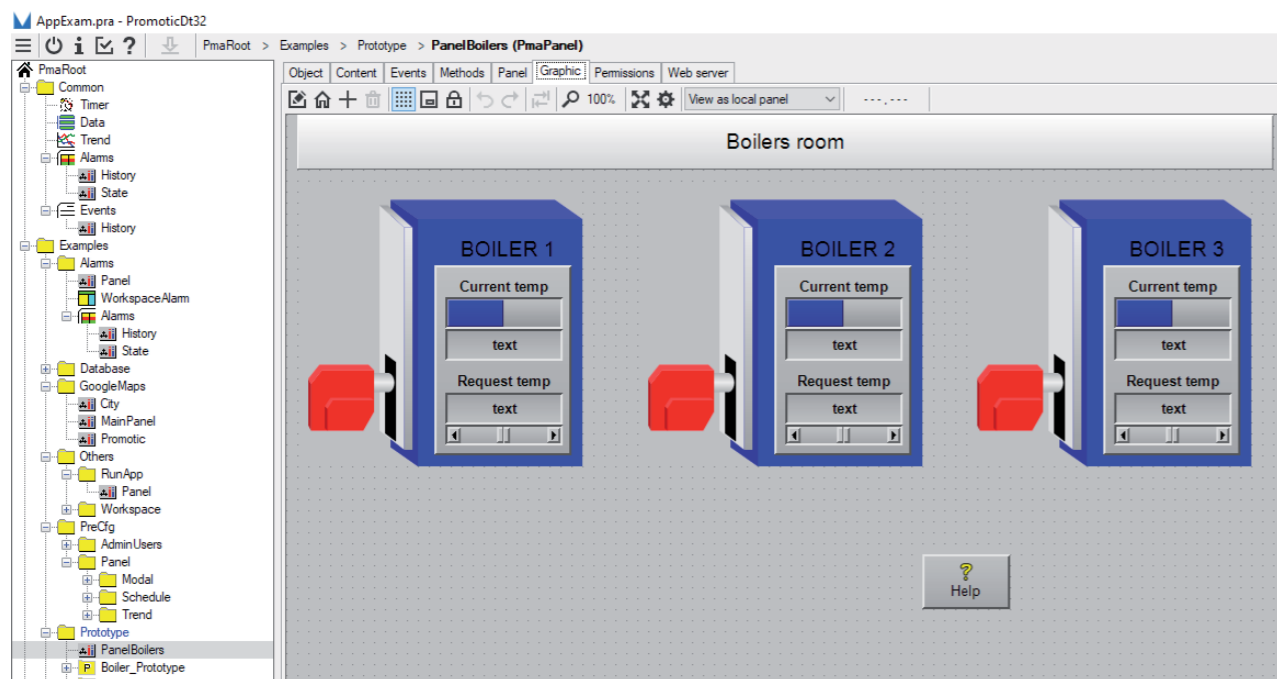 AppExam.pra - PromoticDt32
PmaRoot > Examples > Prototype > PanelBoilers (PmaPanel)
PmaRoot
Common
Timer
Data
Trend
Alarms
History
State
Events
History
Examples
Alarms
Panel
WorkspaceAlarm
Alarms
History
State
Database
GoogleMaps
City
MainPanel
Promotic
Others
RunApp
Panel
Workspace
PreCfg
AdminUsers
Panel
Modal
Schedule
Trend
Prototype
PanelBoilers
P Boiler_Prototype
Object Content Events Methods Panel Graphic Permissions Web server
100% View as local panel ---.---
Boilers room
BOILER 1 BOILER 2 BOILER 3
Current temp Current temp Current temp
text text text
Request temp Request temp Request temp
text text text
?
Help